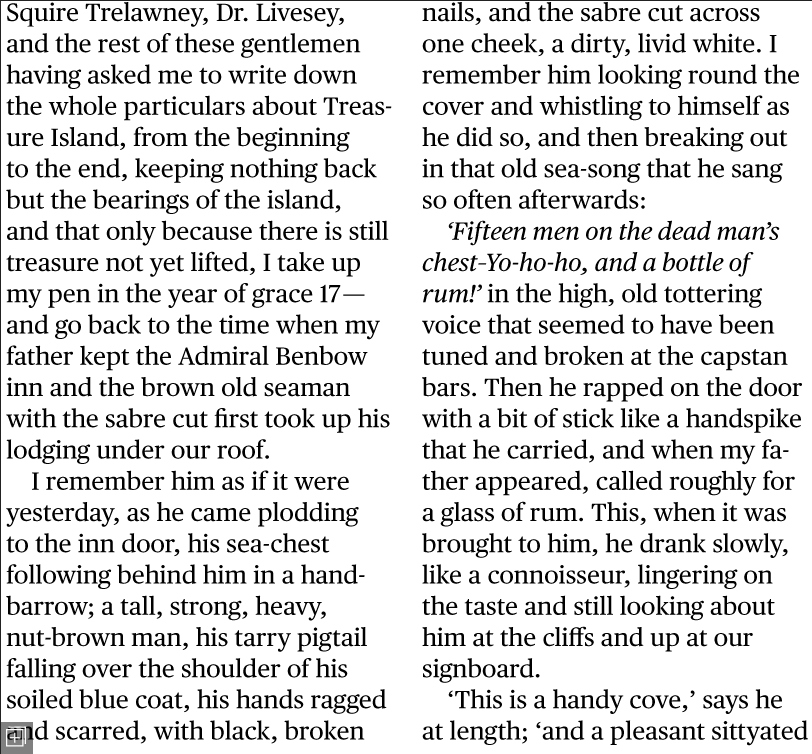 Squire Trelawney, Dr. Livesey,
and the rest of these gentlemen
having asked me to write down
the whole particulars about Treas-
ure Island, from the beginning
to the end, keeping nothing back
but the bearings of the island,
and that only because there is still
treasure not yet lifted, I take up
my pen in the year of grace 17—
and go back to the time when my
father kept the Admiral Benbow
inn and the brown old seaman
with the sabre cut first took up his
lodging under our roof.
I remember him as if it were
yesterday, as he came plodding
to the inn door, his sea-chest
following behind him in a hand-
barrow; a tall, strong, heavy,
nut-brown man, his tarry pigtail
falling over the shoulder of his
soiled blue coat, his hands ragged
and scarred, with black, broken
nails, and the sabre cut across
one cheek, a dirty, livid white. I
remember him looking round the
cover and whistling to himself as
he did so, and then breaking out
in that old sea-song that he sang
so often afterwards:
‘Fifteen men on the dead man’s
chest–Yo-ho-ho, and a bottle of
rum!’ in the high, old tottering
voice that seemed to have been
tuned and broken at the capstan
bars. Then he rapped on the door
with a bit of stick like a handspike
that he carried, and when my fa-
ther appeared, called roughly for
a glass of rum. This, when it was
brought to him, he drank slowly,
like a connoisseur, lingering on
the taste and still looking about
him at the cliffs and up at our
signboard.
‘This is a handy cove,’ says he
at length; ‘and a pleasant sittyated